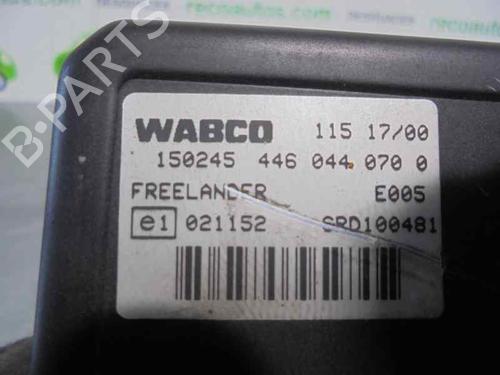 WABCO 115 17/00
150245 446 044 070 0
FREELANDER E005
e1 021152 SRD100481
B-PARTS